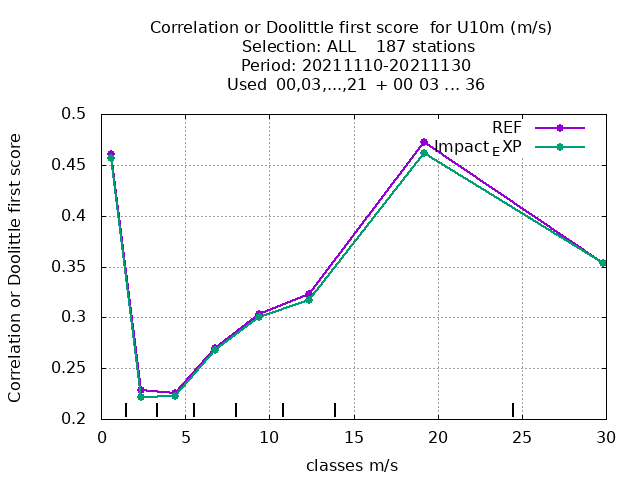 Correlation or Doolittle first score  for U10m (m/s)
Selection: ALL    187 stations
Period: 20211110-20211130
Used  00,03,...,21  + 00 03 ... 36
REF
Impact_EXP
Correlation or Doolittle first score
0.5
0.45
0.4
0.35
0.3
0.25
0.2
0 5 10 15 20 25 30
classes m/s